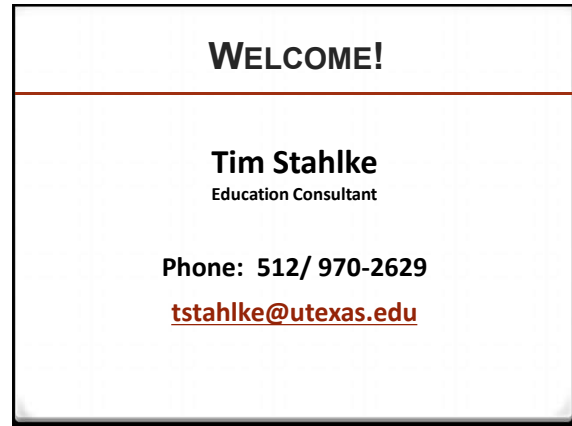 WELCOME!
Tim Stahlke
Education Consultant
Phone: 512/ 970-2629
tstahlke@utexas.edu